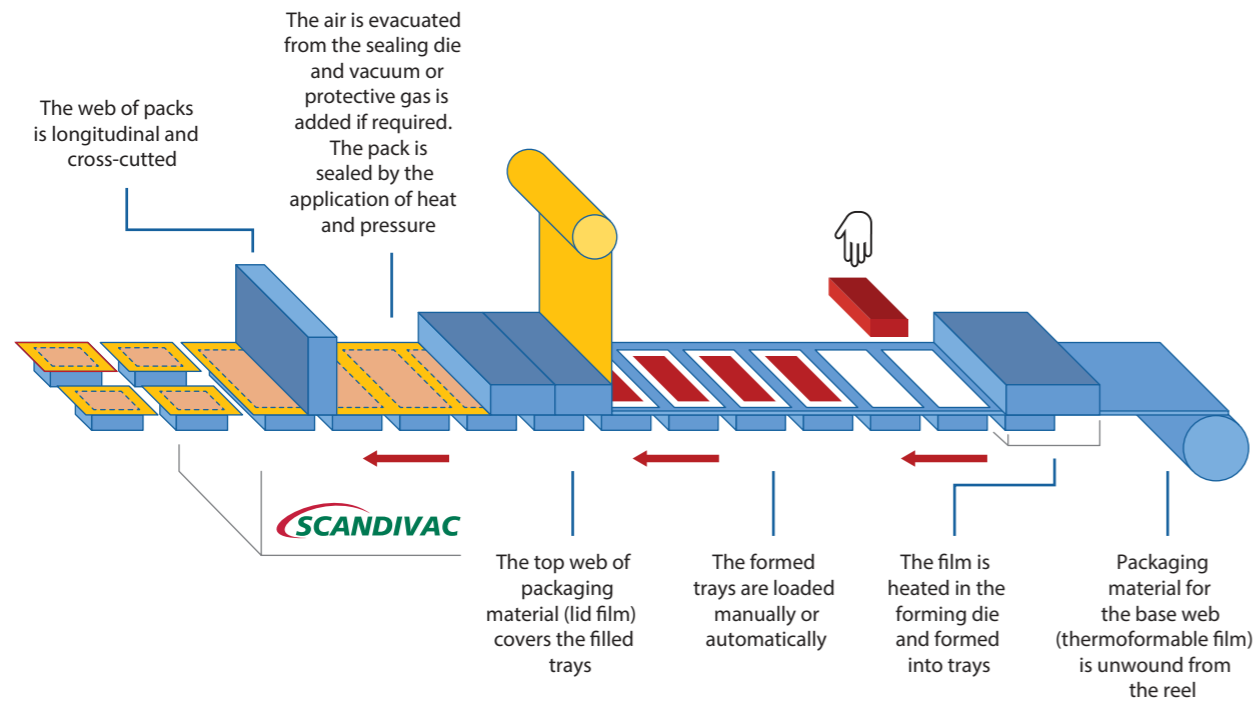 The air is evacuated
from the sealing die
and vacuum or
protective gas is
added if required.
The pack is
sealed by the
application of heat
and pressure
The web of packs
is longitudinal and
cross-cutted
SCANDIVAC
The top web of
packaging
material (lid film)
covers the filled
trays
The formed
trays are loaded
manually or
automatically
The film is
heated in the
forming die
and formed
into trays
Packaging
material for
the base web
(thermoformable film)
is unwound from
the reel